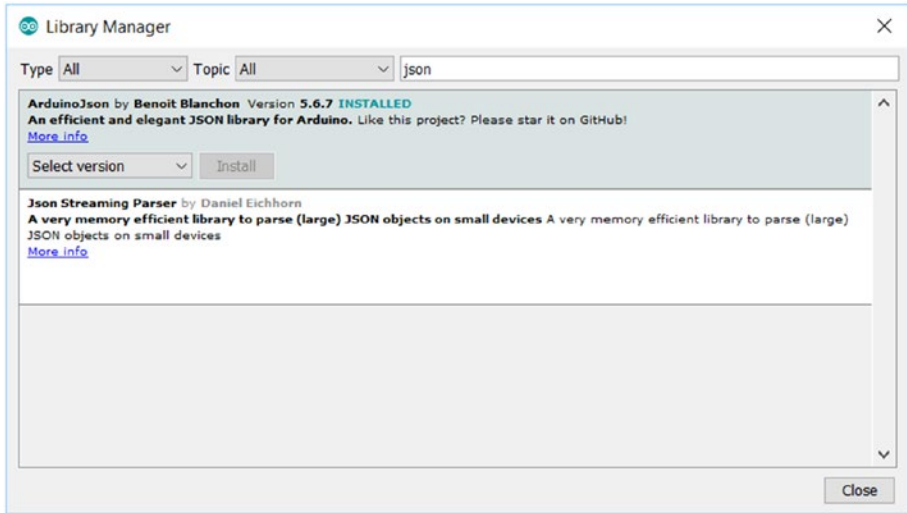 Library Manager
Type All Topic All json
ArduinoJson by Benoit Blanchon Version 5.6.7 INSTALLED
An efficient and elegant JSON library for Arduino. Like this project? Please star it on GitHub!
More info
Select version Install
Json Streaming Parser by Daniel Eichhorn
A very memory efficient library to parse (large) JSON objects on small devices A very memory efficient library to parse (large)
JSON objects on small devices
More info
Close